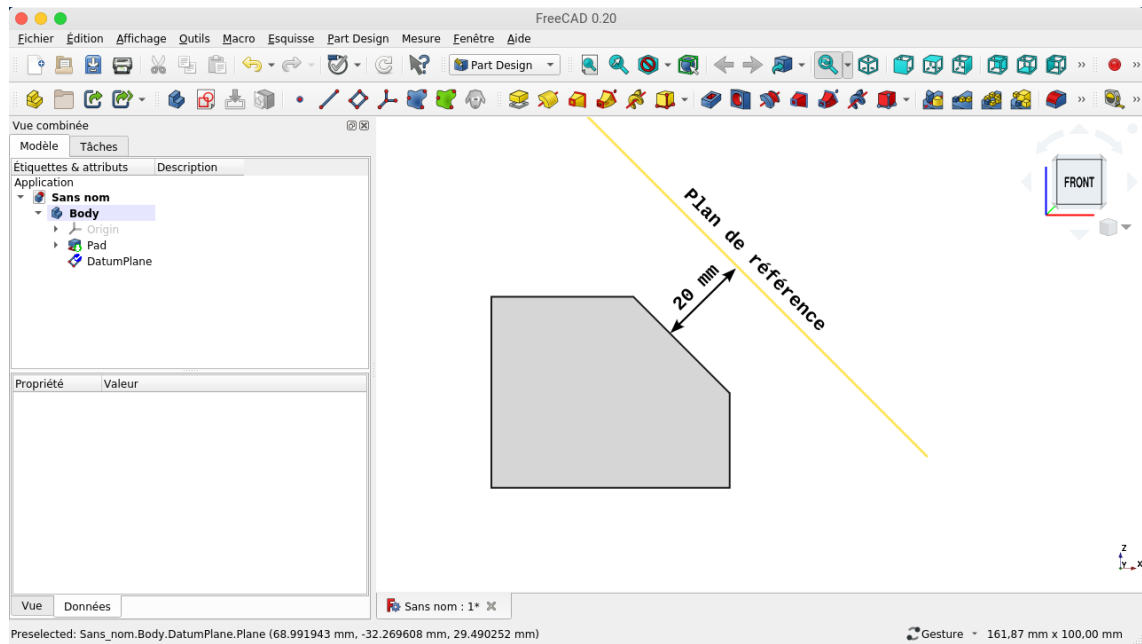 FreeCAD 0.20
Fichier Édition Affichage Outils Macro Esquisse Part Design Mesure Fenêtre Aide
Part Design
»
»
»
»
Vue combinée
Modèle Tâches
Étiquettes & attributs Description
Application
Sans nom
Body
Origin
Pad
DatumPlane
FRONT
Plan de référence
20 mm
Propriété Valeur
Z
Y X
Vue Données
Sans nom : 1*
Preselected: Sans_nom.Body.DatumPlane.Plane (68.991943 mm, -32.269608 mm, 29.490252 mm)
Gesture 161,87 mm x 100,00 mm